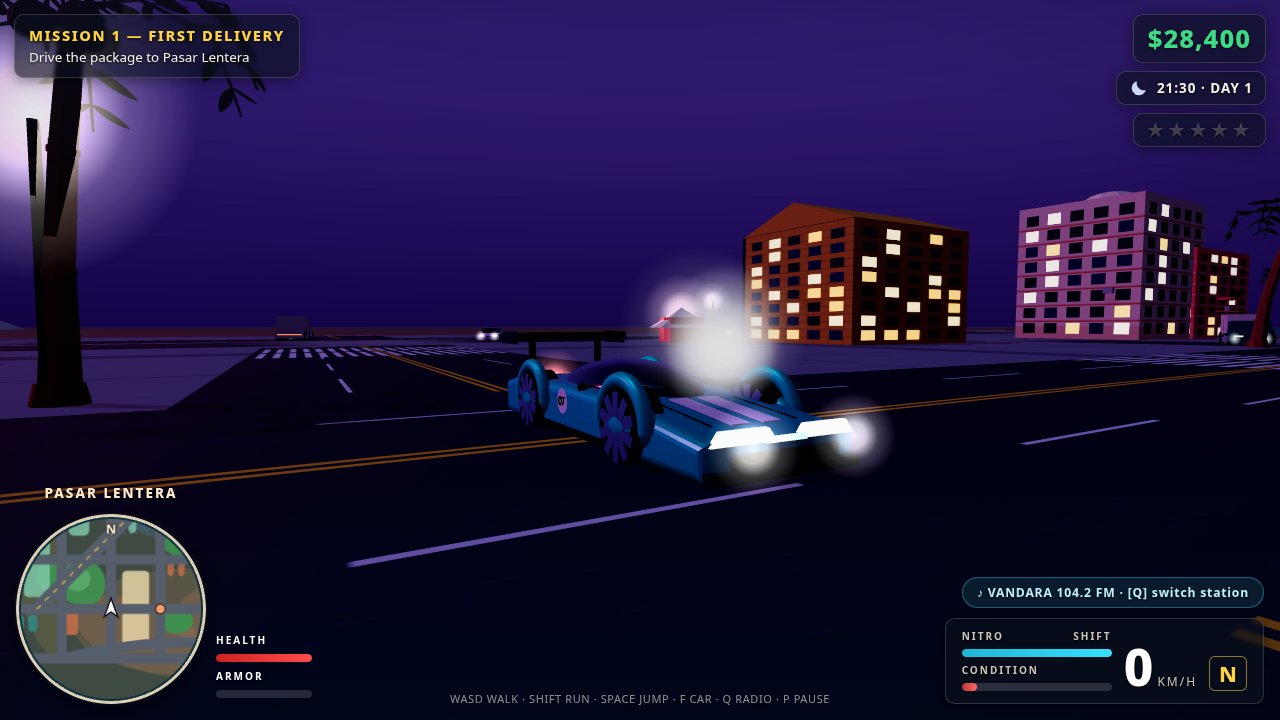 MISSION 1 — FIRST DELIVERY
Drive the package to Pasar Lentera
$28,400
21:30 · DAY 1
★★★★★
PASAR LENTERA
N
HEALTH
ARMOR
♪ VANDARA 104.2 FM · [Q] switch station
NITRO SHIFT
CONDITION
0 KM/H N
WASD WALK · SHIFT RUN · SPACE JUMP · F CAR · Q RADIO · P PAUSE